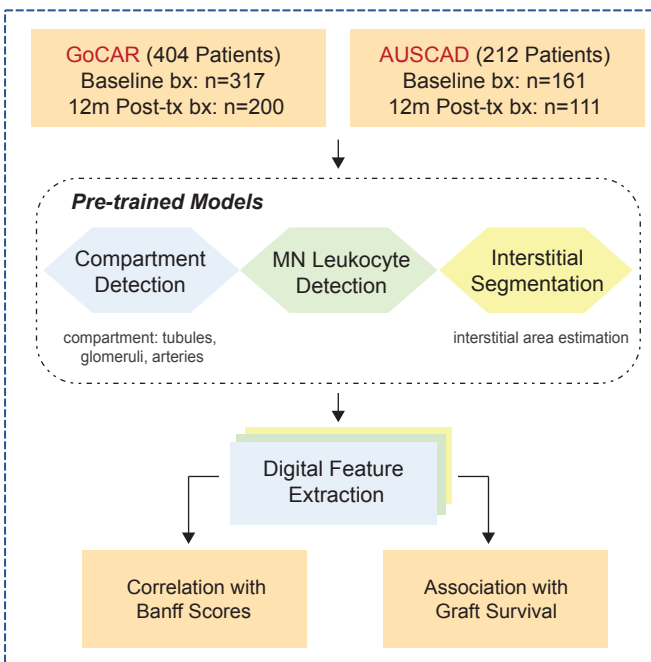 GoCAR (404 Patients)
Baseline bx: n=317
12m Post-tx bx: n=200
AUSCAD (212 Patients)
Baseline bx: n=161
12m Post-tx bx: n=111
Pre-trained Models
Compartment
Detection
MN Leukocyte
Detection
Interstitial
Segmentation
compartment: tubules,
glomeruli, arteries
interstitial area estimation
Digital Feature
Extraction
Correlation with
Banff Scores
Association with
Graft Survival